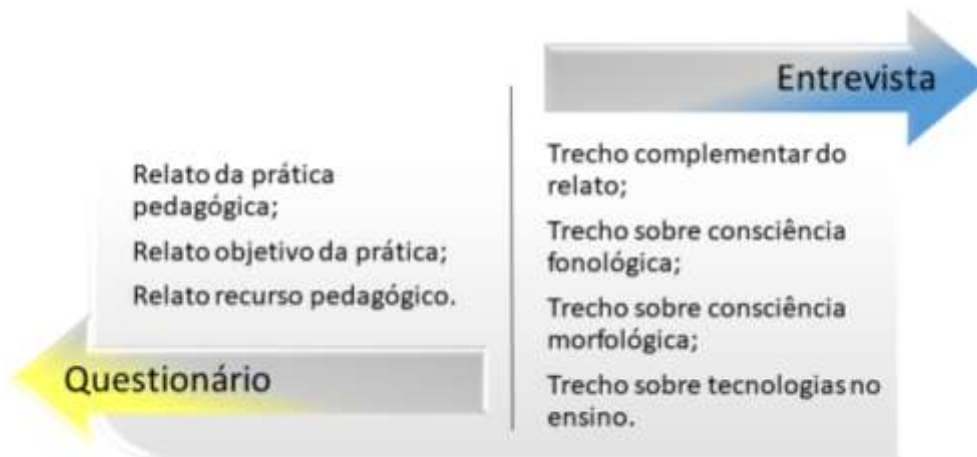 Relato da prática
pedagógica;
Relato objetivo da prática;
Relato recurso pedagógico.
Questionário
Entrevista
Trecho complementar do
relato;
Trecho sobre consciência
fonológica;
Trecho sobre consciência
morfológica;
Trecho sobre tecnologias no
ensino.